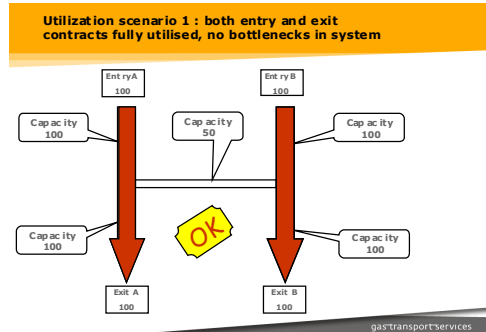 Utilization scenario 1 : both entry and exit
contracts fully utilised, no bottlenecks in system
Entry A
100
Entry B
100
Capacity
100
Capacity
50
Capacity
100
Capacity
100
OK
Capacity
100
Exit A
100
Exit B
100
gas transport services